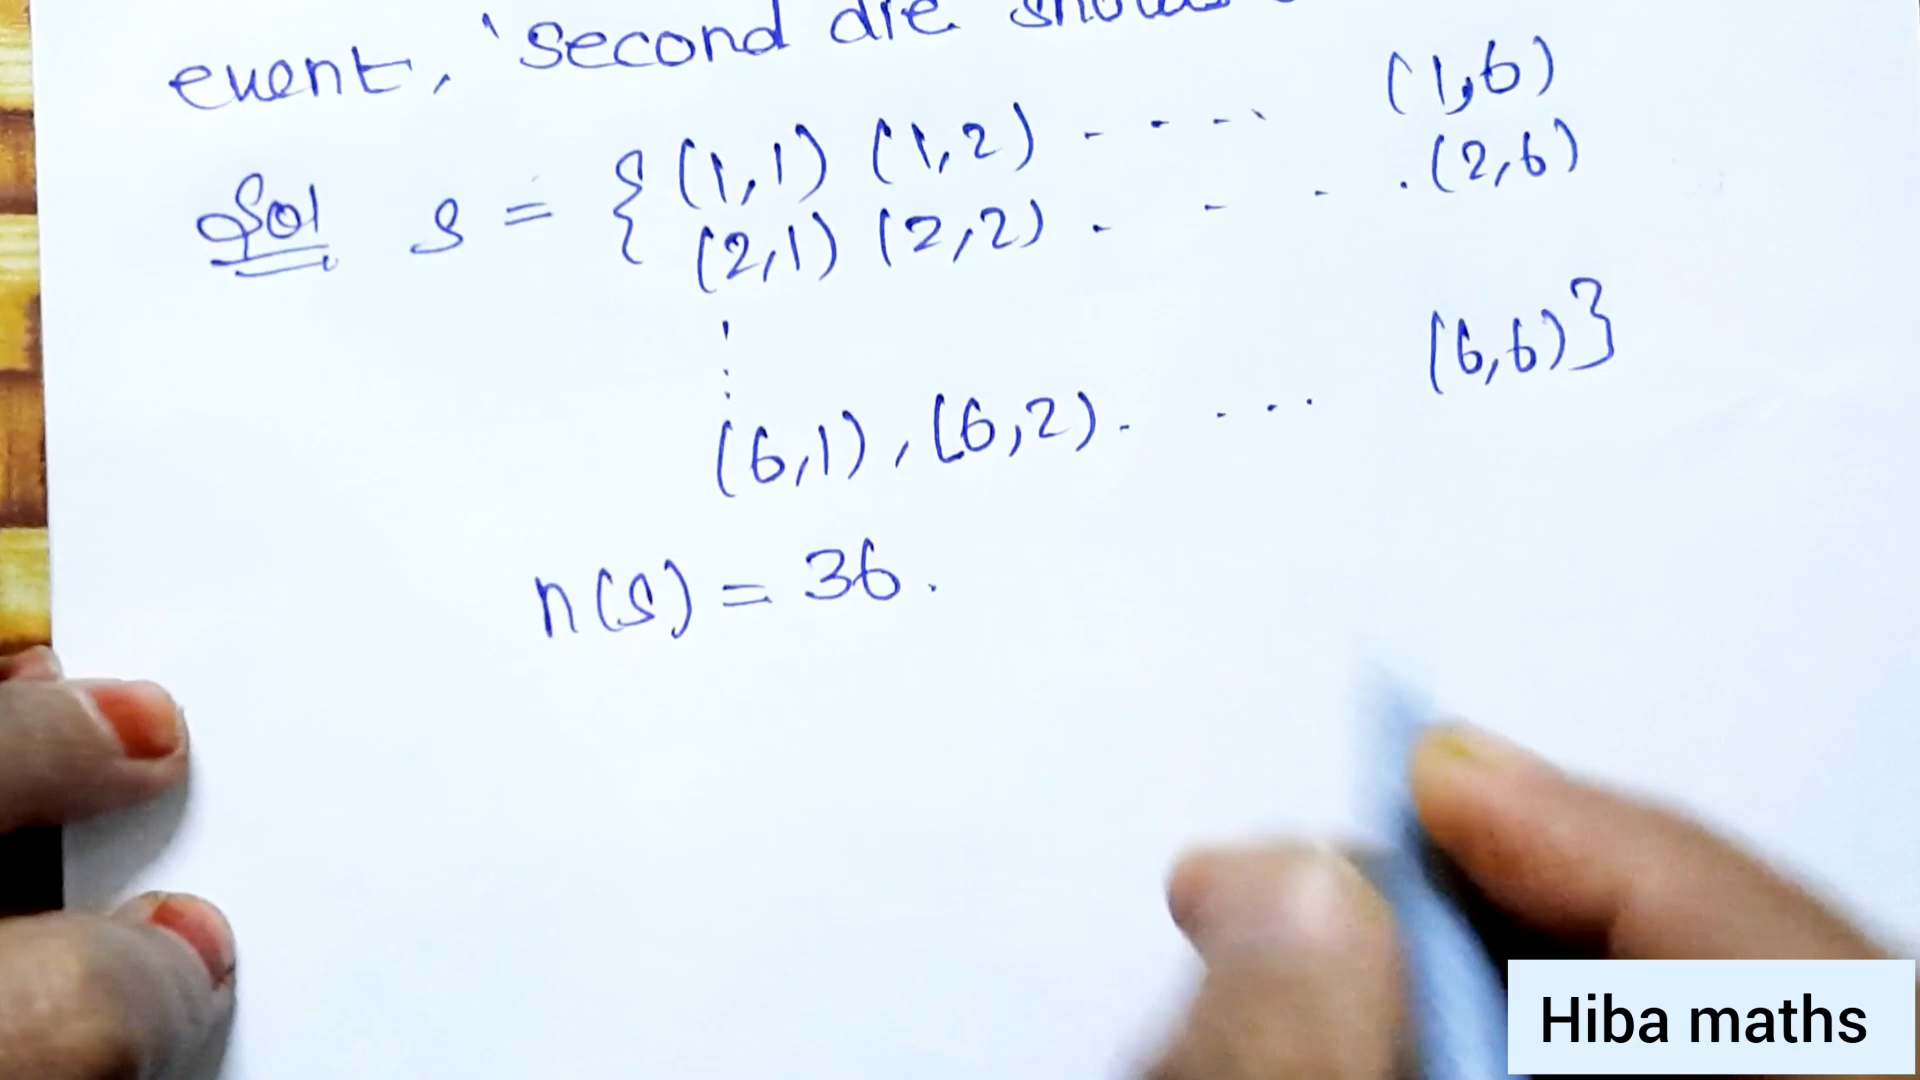 event, 'second die shows
(1,6)
Sol S = { (1,1) (1,2) - - - - -
(2,1) (2,2) . - - . (2,6)
(6,1), (6,2). - - - (6,6)}
n(S) = 36.
Hiba maths